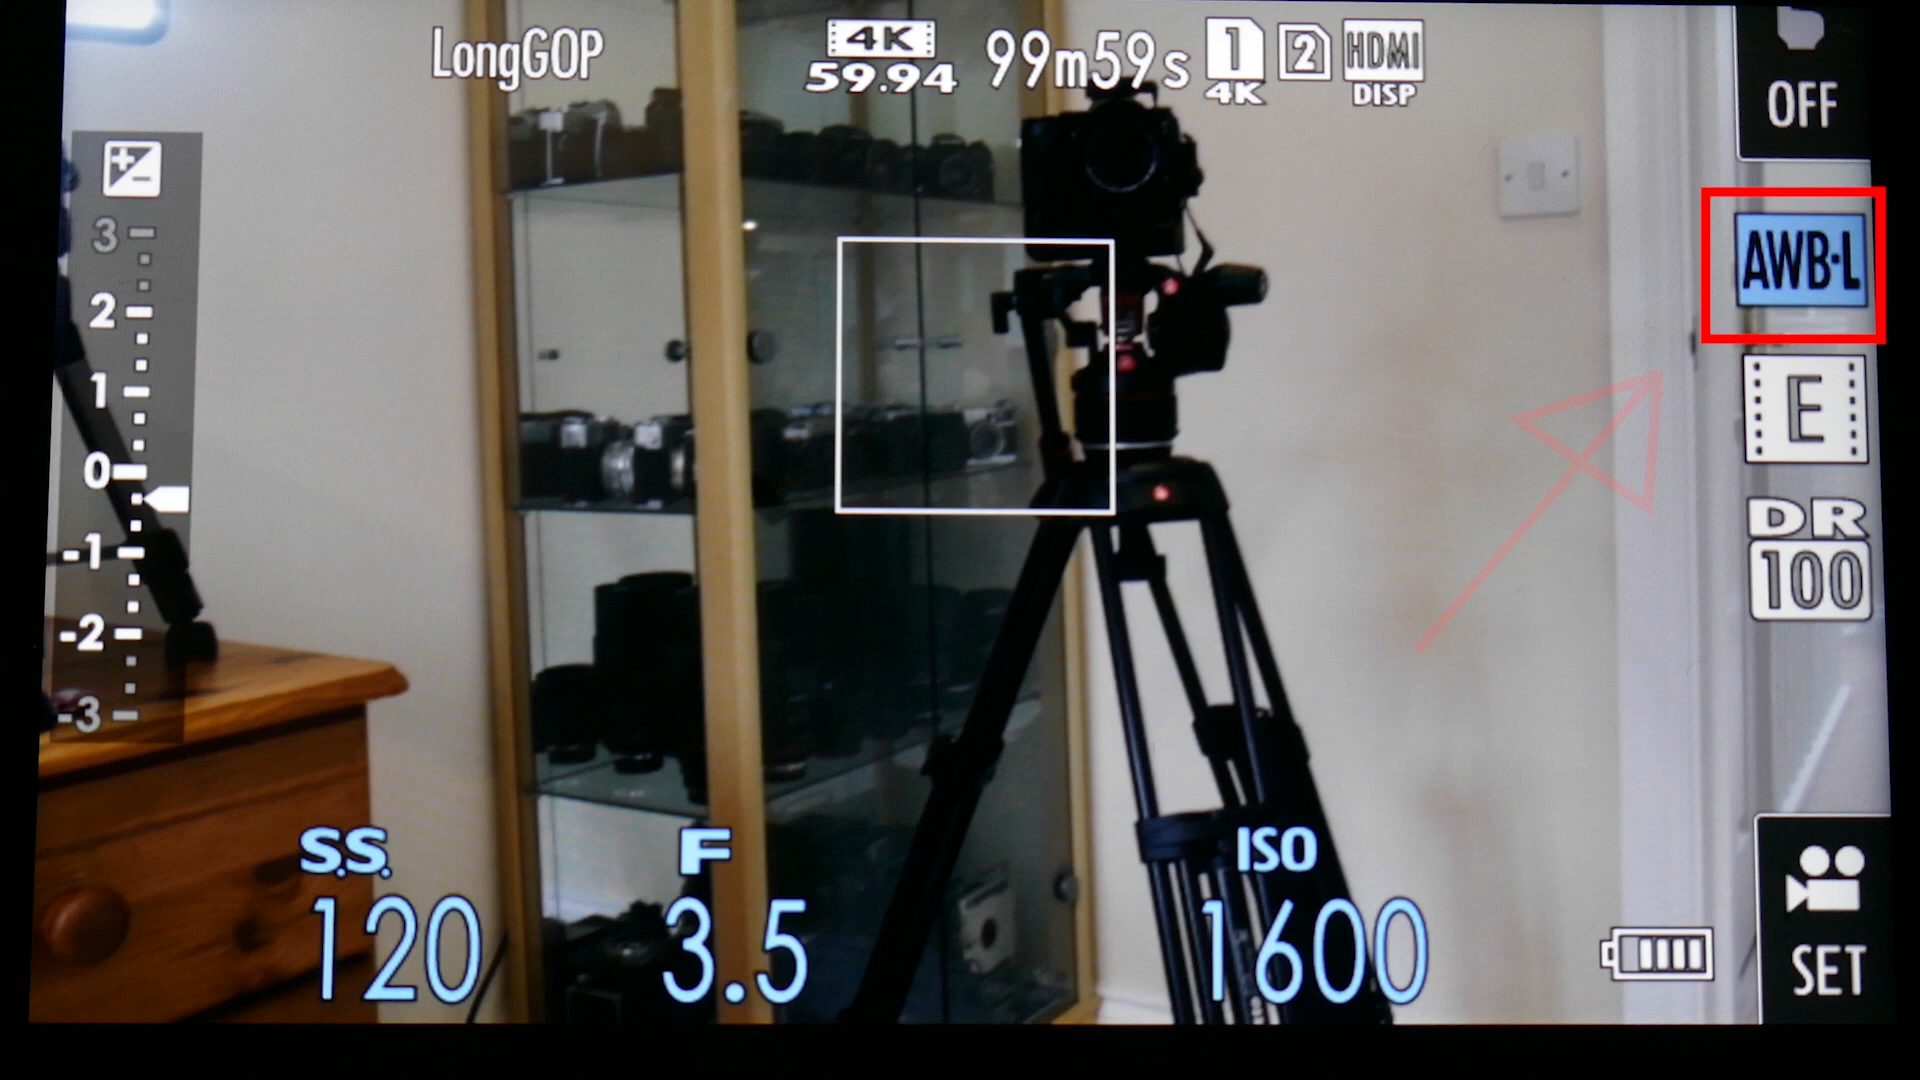 LongGOP
4K
59.94
99m59s
1
4K
2
HDMI
DISP
OFF
3
2
1
0
-1
-2
-3
AWB·L
E
DR
100
S.S.
120
F
3.5
ISO
1600
SET